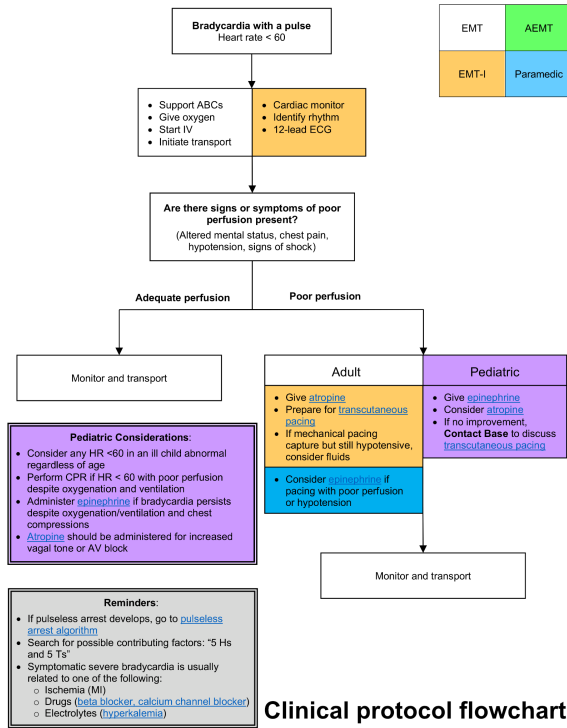 Bradycardia with a pulse
Heart rate < 60
EMT
AEMT
EMT-I
Paramedic
• Support ABCs
• Give oxygen
• Start IV
• Initiate transport
• Cardiac monitor
• Identify rhythm
• 12-lead ECG
Are there signs or symptoms of poor
perfusion present?
(Altered mental status, chest pain,
hypotension, signs of shock)
Adequate perfusion
Poor perfusion
Monitor and transport
Adult
• Give atropine
• Prepare for transcutaneous
pacing
• If mechanical pacing
capture but still hypotensive,
consider fluids
• Consider epinephrine if
pacing with poor perfusion
or hypotension
Pediatric
• Give epinephrine
• Consider atropine
• If no improvement,
Contact Base to discuss
transcutaneous pacing
Monitor and transport
Pediatric Considerations:
• Consider any HR <60 in an ill child abnormal
regardless of age
• Perform CPR if HR < 60 with poor perfusion
despite oxygenation and ventilation
• Administer epinephrine if bradycardia persists
despite oxygenation/ventilation and chest
compressions
• Atropine should be administered for increased
vagal tone or AV block
Reminders:
• If pulseless arrest develops, go to pulseless
arrest algorithm
• Search for possible contributing factors: “5 Hs
and 5 Ts”
• Symptomatic severe bradycardia is usually
related to one of the following:
o Ischemia (MI)
o Drugs (beta blocker, calcium channel blocker)
o Electrolytes (hyperkalemia)
Clinical protocol flowchart